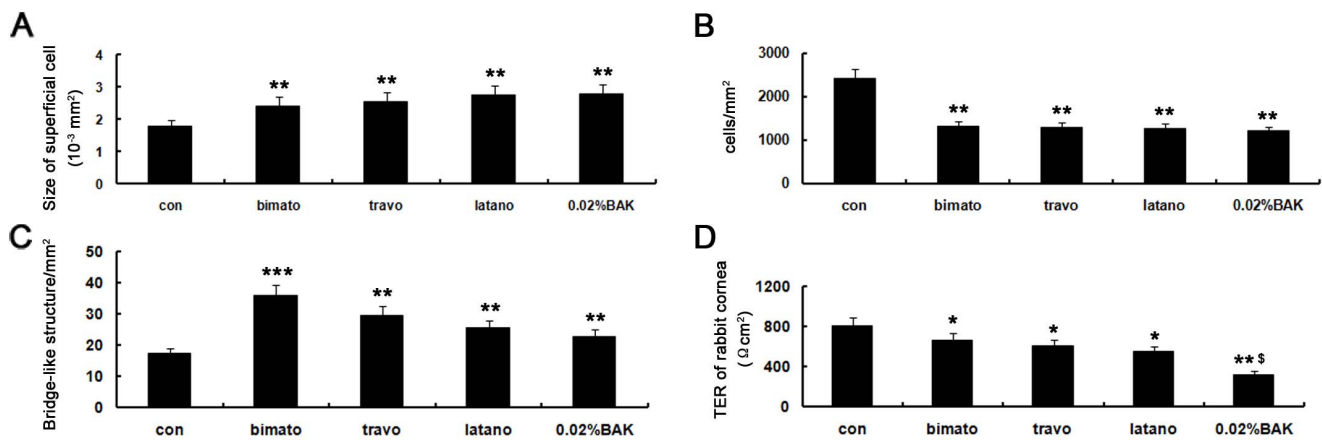 A
Size of superficial cell
(10⁻³ mm²)
4
3
2
1
0
** ** ** **
con bimato travo latano 0.02%BAK
B
cells/mm²
3000
2000
1000
0
** ** ** **
con bimato travo latano 0.02%BAK
C
Bridge-like structure/mm²
50
40
30
20
10
0
*** ** ** **
con bimato travo latano 0.02%BAK
D
TER of rabbit cornea
(Ωcm²)
1200
800
400
0
* * * **$
con bimato travo latano 0.02%BAK